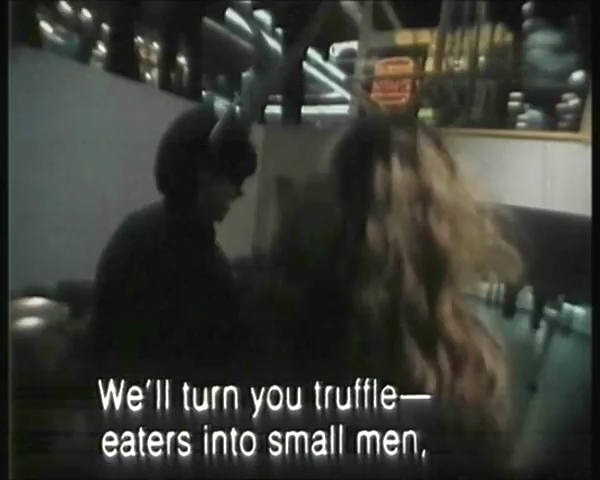 We'll turn you truffle—
eaters into small men,